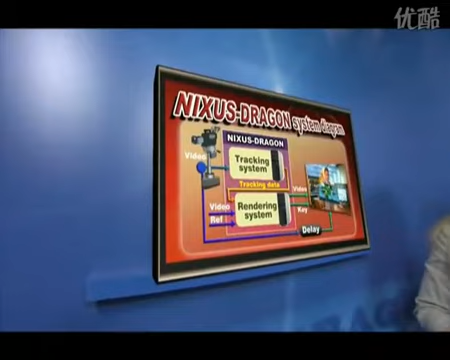 优酷
NIXUS-DRAGON system diagon
NIXUS-DRAGON
Video
Tracking
system
Tracking data
Video
Video
Rendering
system
Key
Ref
Delay